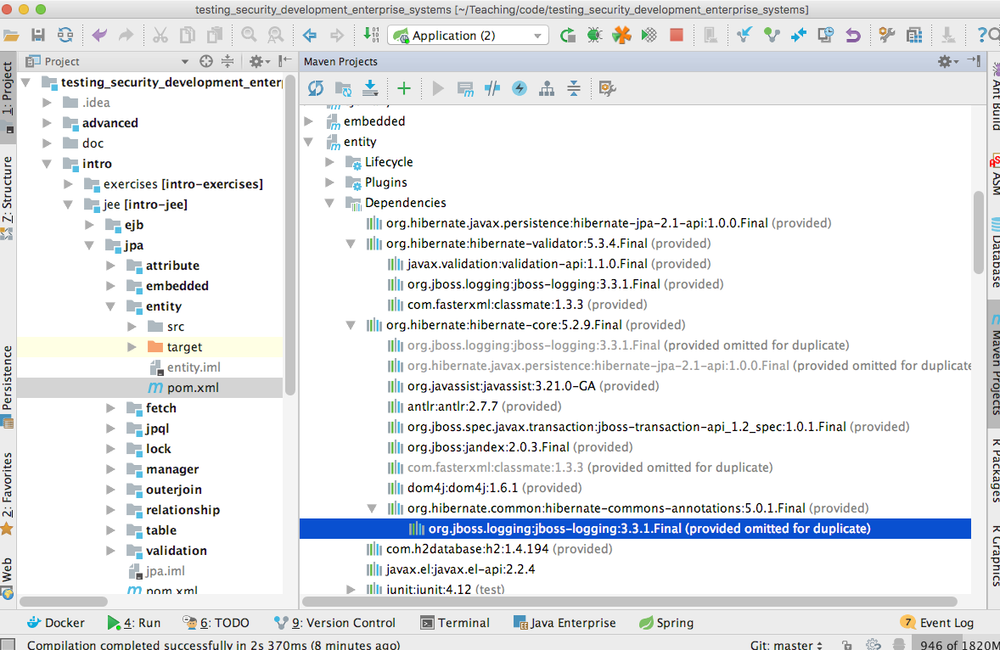 testing_security_development_enterprise_systems [~/Teaching/code/testing_security_development_enterprise_systems]
Application (2)
Project
Maven Projects
1: Project
Z: Structure
Persistence
2: Favorites
Web
testing_security_development_enter
.idea
advanced
doc
intro
exercises [intro-exercises]
jee [intro-jee]
ejb
jpa
attribute
embedded
entity
src
target
entity.iml
pom.xml
fetch
jpql
lock
manager
outerjoin
relationship
table
validation
jpa.iml
pom.xml
embedded
entity
Lifecycle
Plugins
Dependencies
org.hibernate.javax.persistence:hibernate-jpa-2.1-api:1.0.0.Final (provided)
org.hibernate:hibernate-validator:5.3.4.Final (provided)
javax.validation:validation-api:1.1.0.Final (provided)
org.jboss.logging:jboss-logging:3.3.1.Final (provided)
com.fasterxml:classmate:1.3.3 (provided)
org.hibernate:hibernate-core:5.2.9.Final (provided)
org.jboss.logging:jboss-logging:3.3.1.Final (provided omitted for duplicate)
org.hibernate.javax.persistence:hibernate-jpa-2.1-api:1.0.0.Final (provided omitted for duplicate
org.javassist:javassist:3.21.0-GA (provided)
antlr:antlr:2.7.7 (provided)
org.jboss.spec.javax.transaction:jboss-transaction-api_1.2_spec:1.0.1.Final (provided)
org.jboss:jandex:2.0.3.Final (provided)
com.fasterxml:classmate:1.3.3 (provided omitted for duplicate)
dom4j:dom4j:1.6.1 (provided)
org.hibernate.common:hibernate-commons-annotations:5.0.1.Final (provided)
org.jboss.logging:jboss-logging:3.3.1.Final (provided omitted for duplicate)
com.h2database:h2:1.4.194 (provided)
javax.el:javax.el-api:2.2.4
junit:junit:4.12 (test)
Ant Build
ASM
Database
Maven Projects
R Packages
R Graphics
Docker
4: Run
6: TODO
9: Version Control
Terminal
Java Enterprise
Spring
7 Event Log
Compilation completed successfully in 2s 370ms (8 minutes ago)
Git: master
946 of 1820M